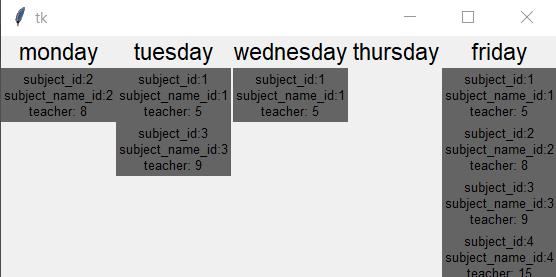 tk
monday tuesday wednesday thursday friday
subject_id:2
subject_name_id:2
teacher: 8
subject_id:1
subject_name_id:1
teacher: 5
subject_id:3
subject_name_id:3
teacher: 9
subject_id:1
subject_name_id:1
teacher: 5
subject_id:1
subject_name_id:1
teacher: 5
subject_id:2
subject_name_id:2
teacher: 8
subject_id:3
subject_name_id:3
teacher: 9
subject_id:4
subject_name_id:4
teacher: 15